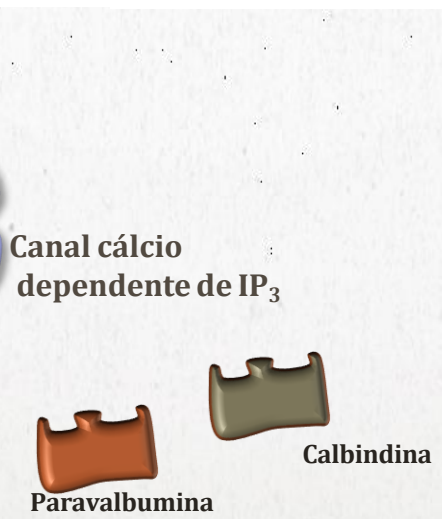 Canal cálcio
dependente de IP₃
Calbindina
Paravalbumina